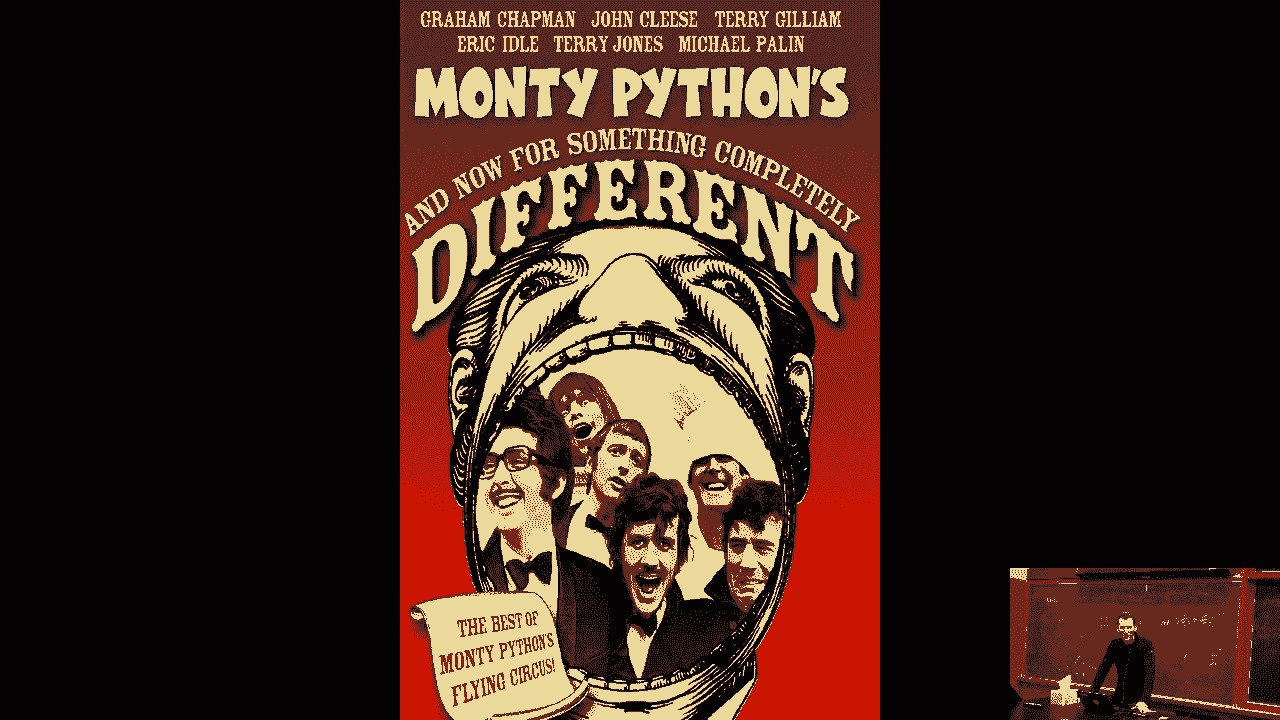 GRAHAM CHAPMAN JOHN CLEESE TERRY GILLIAM
ERIC IDLE TERRY JONES MICHAEL PALIN
MONTY PYTHON'S
AND NOW FOR SOMETHING COMPLETELY
DIFFERENT
THE BEST OF
MONTY PYTHON'S
FLYING CIRCUS!